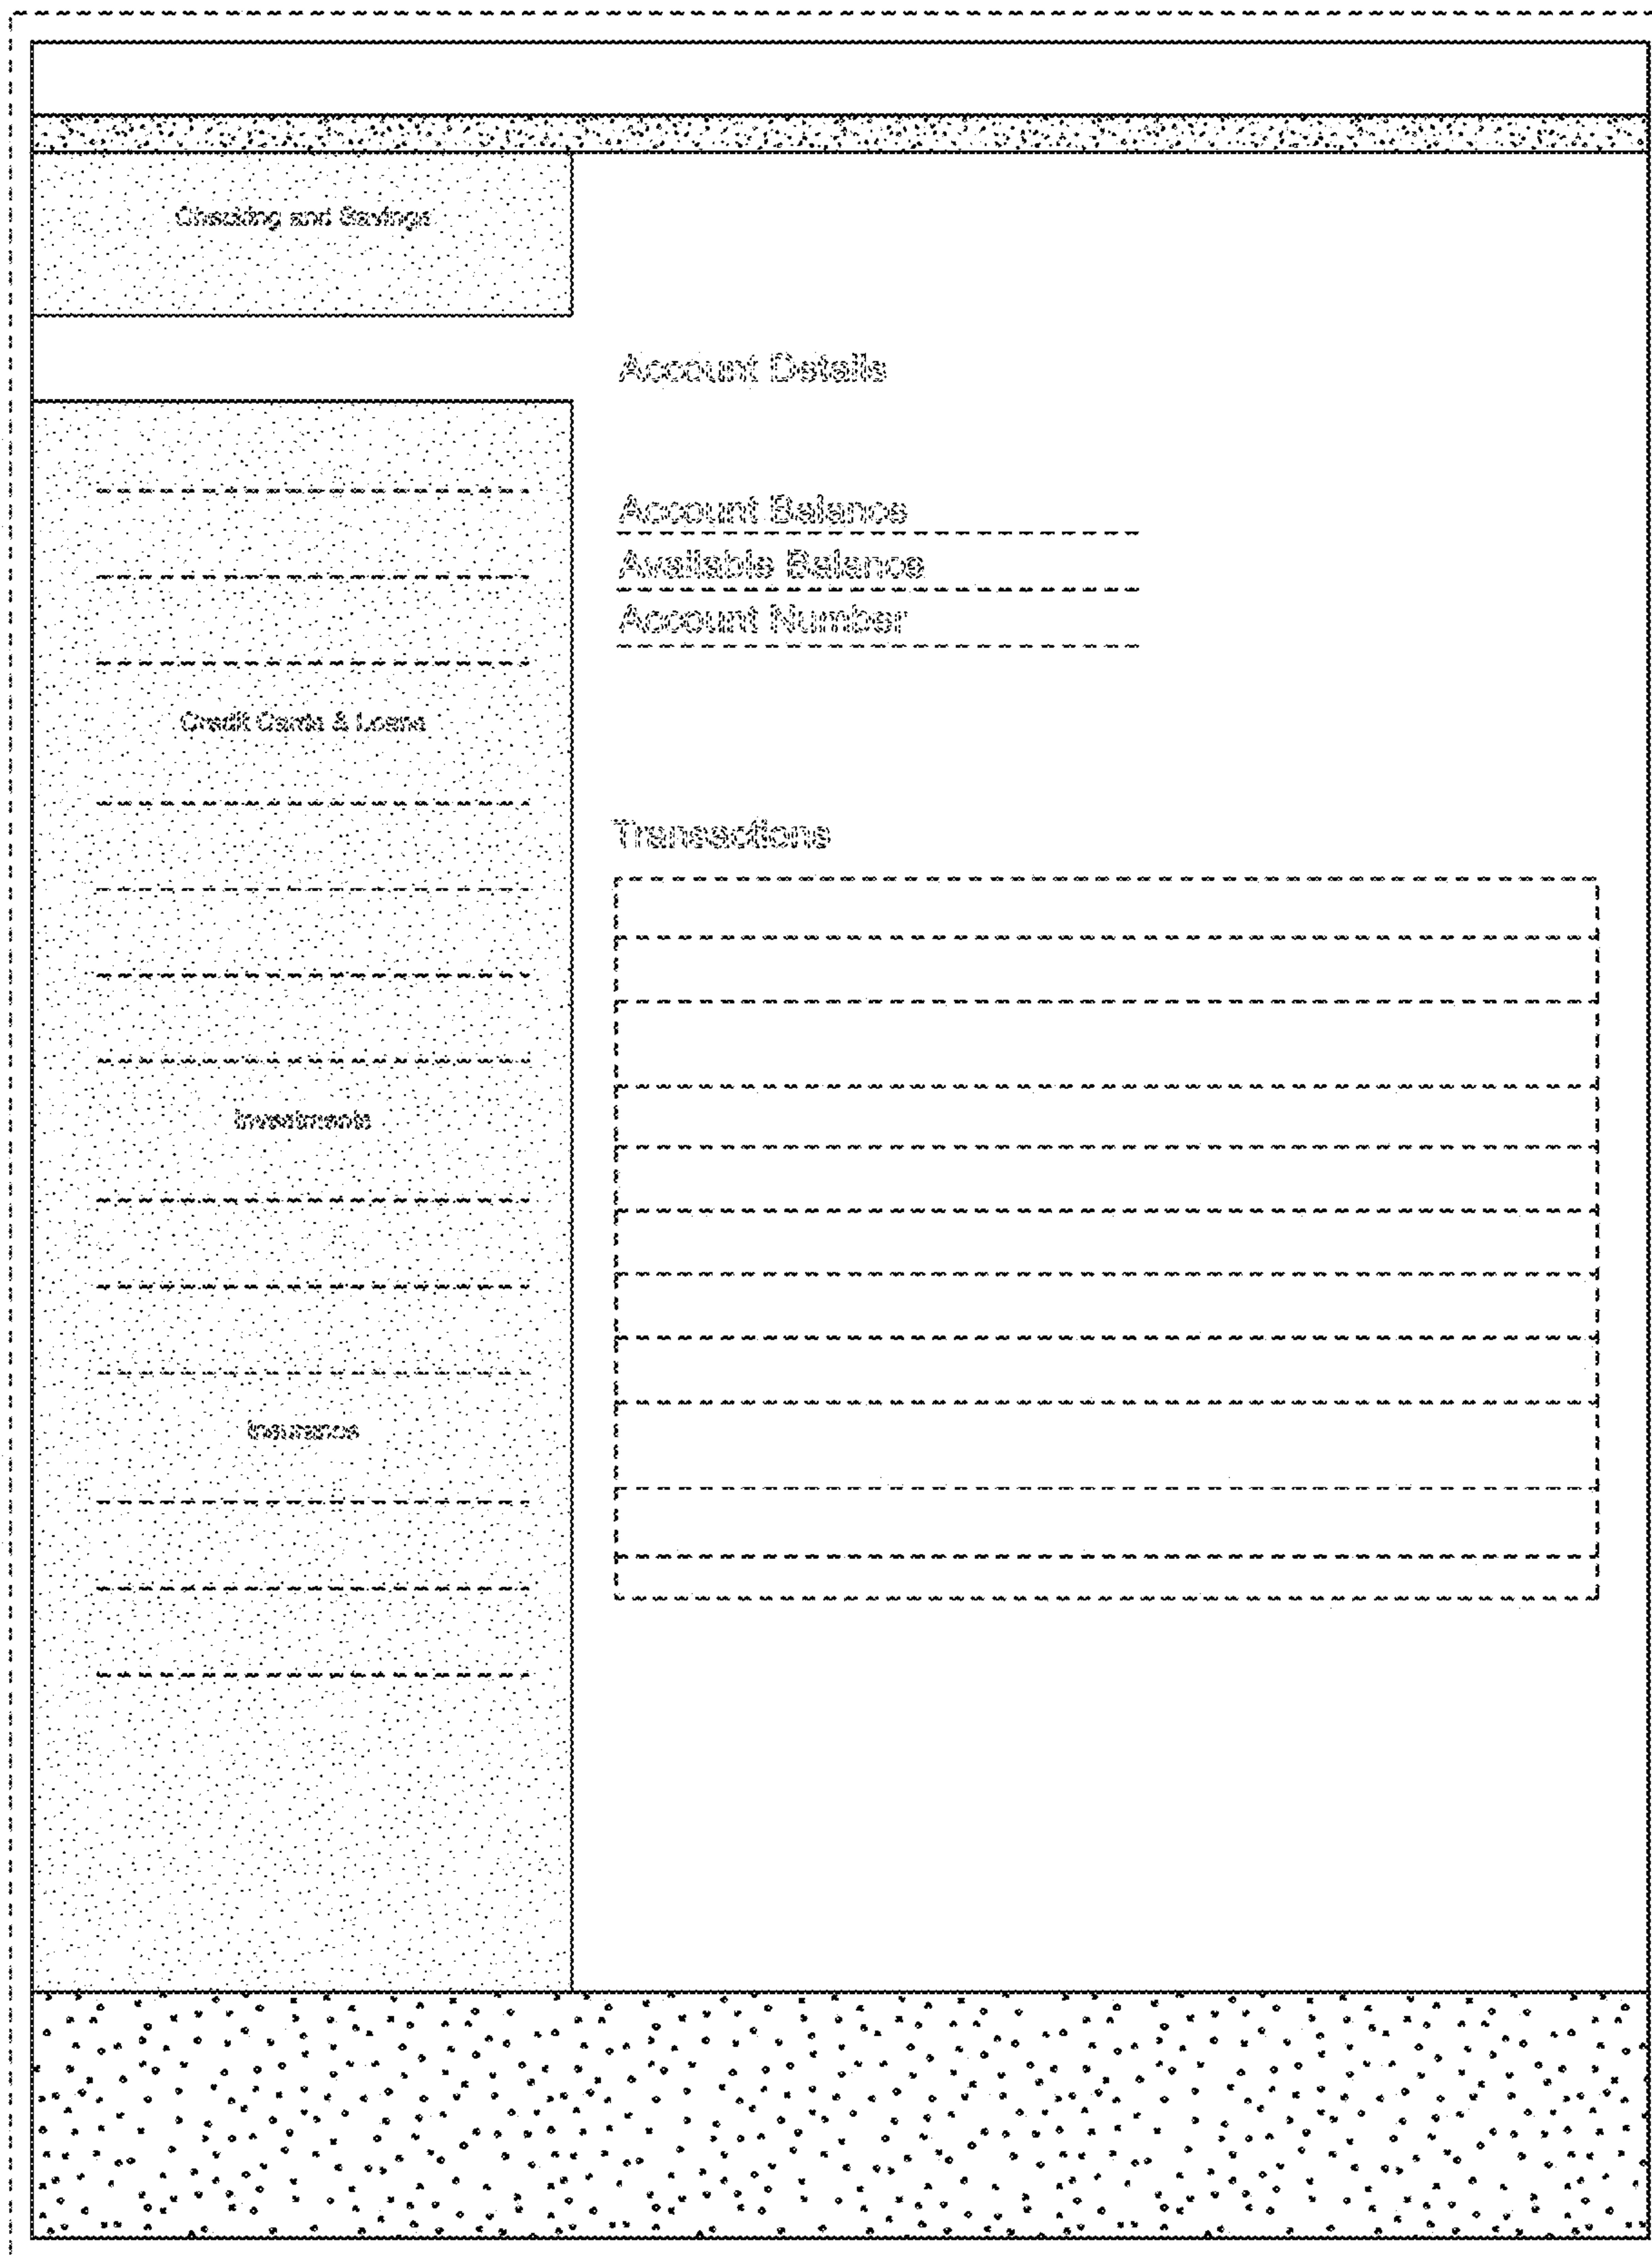 Checking and Savings
Account Details
Account Balance
Available Balance
Account Number
Credit Cards & Loans
Transactions
Investments
Insurance